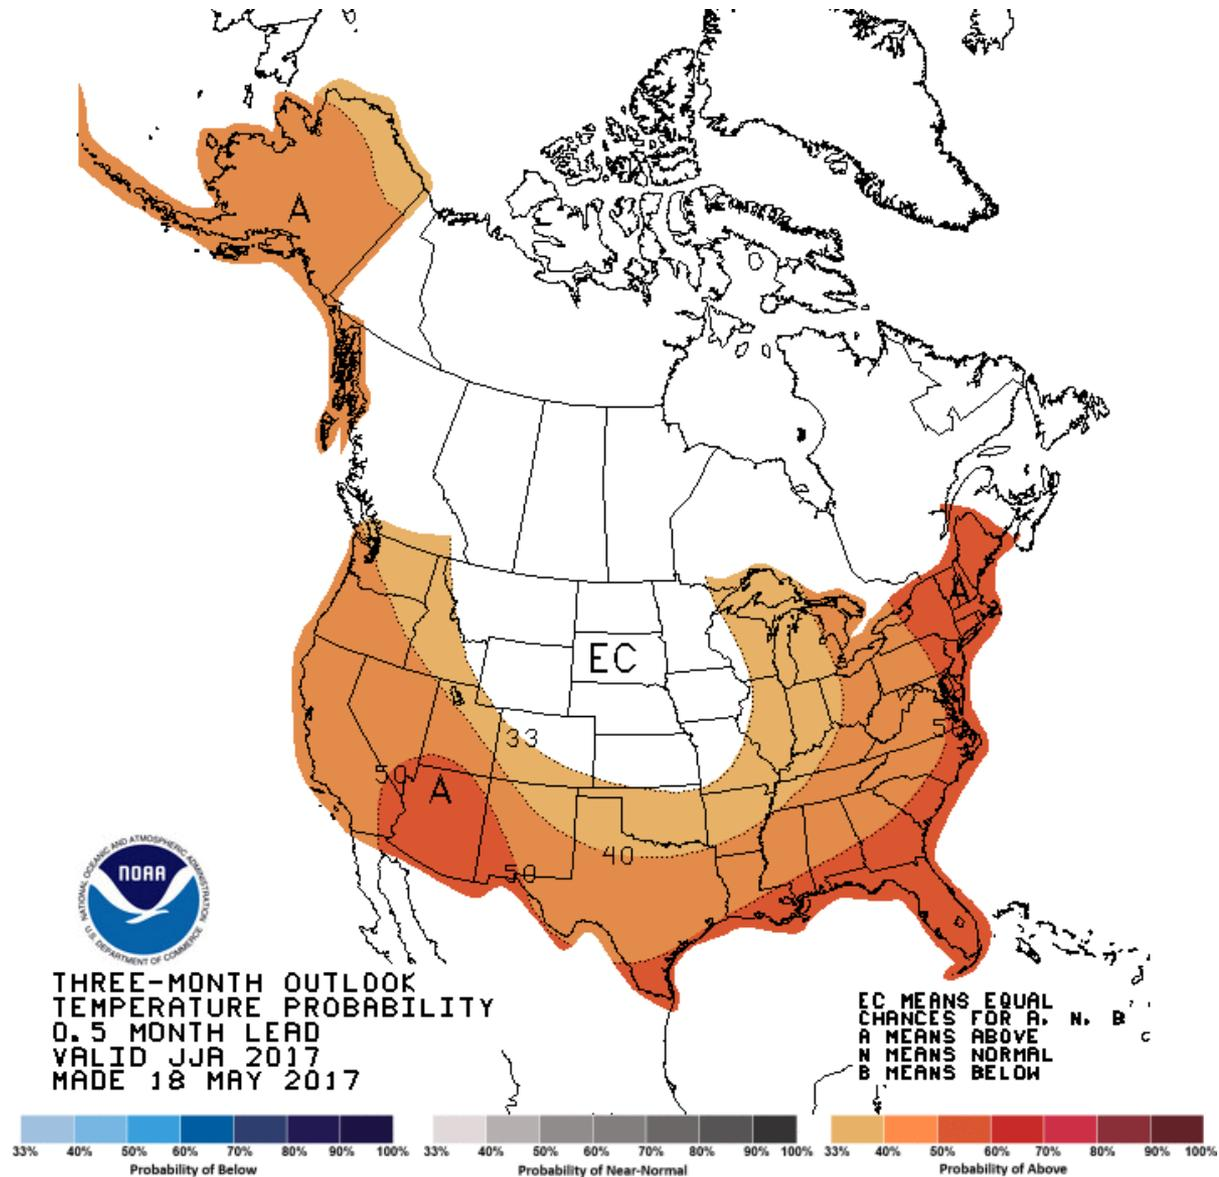 A
A
EC
33
50
A
50
40
50
NATIONAL OCEANIC AND ATMOSPHERIC ADMINISTRATION
NOAA
U.S. DEPARTMENT OF COMMERCE
THREE-MONTH OUTLOOK
TEMPERATURE PROBABILITY
0.5 MONTH LEAD
VALID JJA 2017
MADE 18 MAY 2017
EC MEANS EQUAL
CHANCES FOR A, N, B
A MEANS ABOVE
N MEANS NORMAL
B MEANS BELOW
33% 40% 50% 60% 70% 80% 90% 100%
Probability of Below
33% 40% 50% 60% 70% 80% 90% 100%
Probability of Near-Normal
33% 40% 50% 60% 70% 80% 90% 100%
Probability of Above